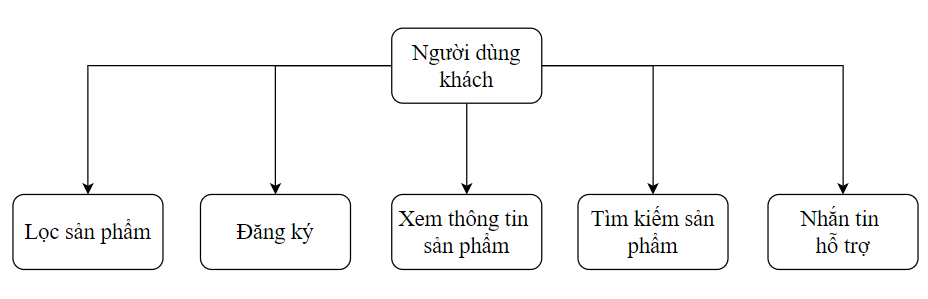 Người dùng
khách
Lọc sản phẩm
Đăng ký
Xem thông tin
sản phẩm
Tìm kiếm sản
phẩm
Nhắn tin
hỗ trợ